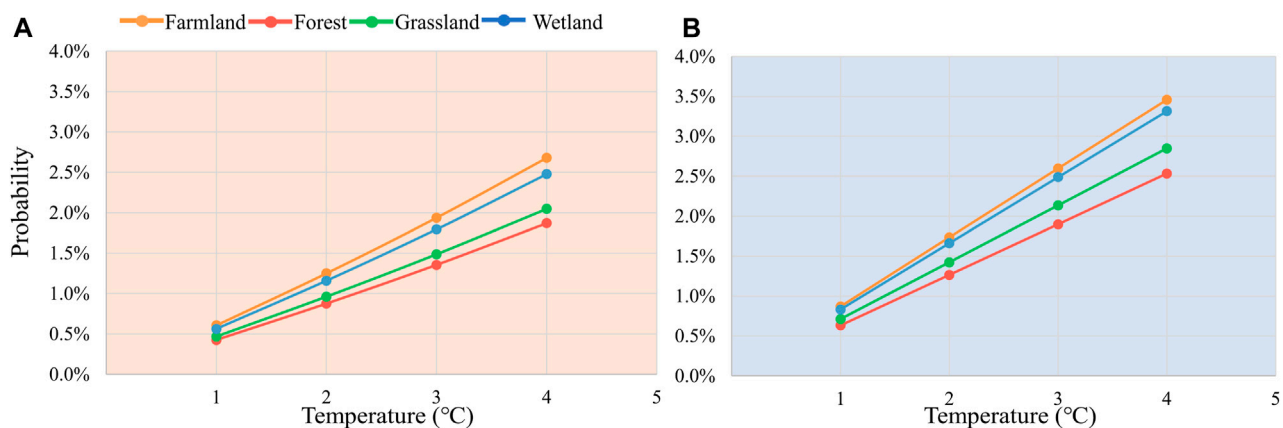 A
Farmland Forest Grassland Wetland
4.0%
3.5%
3.0%
2.5%
2.0%
1.5%
1.0%
0.5%
0.0%
Probability
1 2 3 4 5
Temperature (℃)
B
4.0%
3.5%
3.0%
2.5%
2.0%
1.5%
1.0%
0.5%
0.0%
1 2 3 4 5
Temperature (℃)